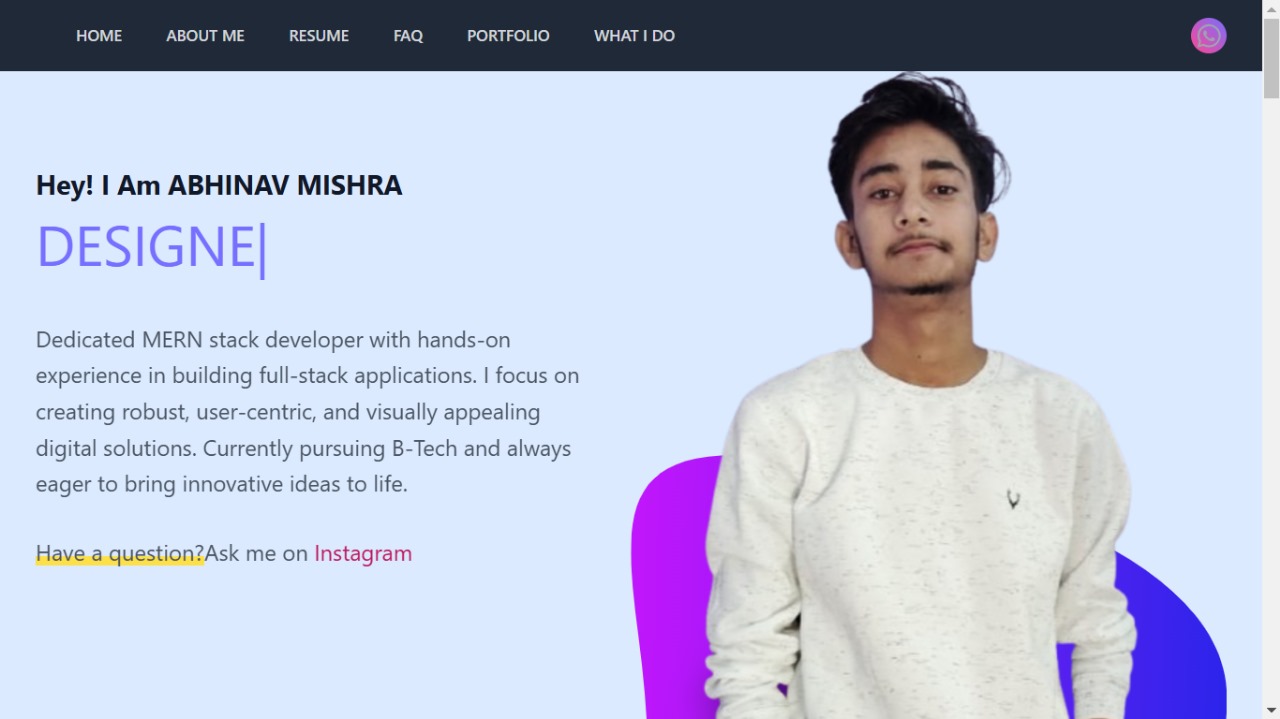 HOME ABOUT ME RESUME FAQ PORTFOLIO WHAT I DO
Hey! I Am ABHINAV MISHRA
DESIGNE
Dedicated MERN stack developer with hands-on
experience in building full-stack applications. I focus on
creating robust, user-centric, and visually appealing
digital solutions. Currently pursuing B-Tech and always
eager to bring innovative ideas to life.
Have a question?Ask me on Instagram